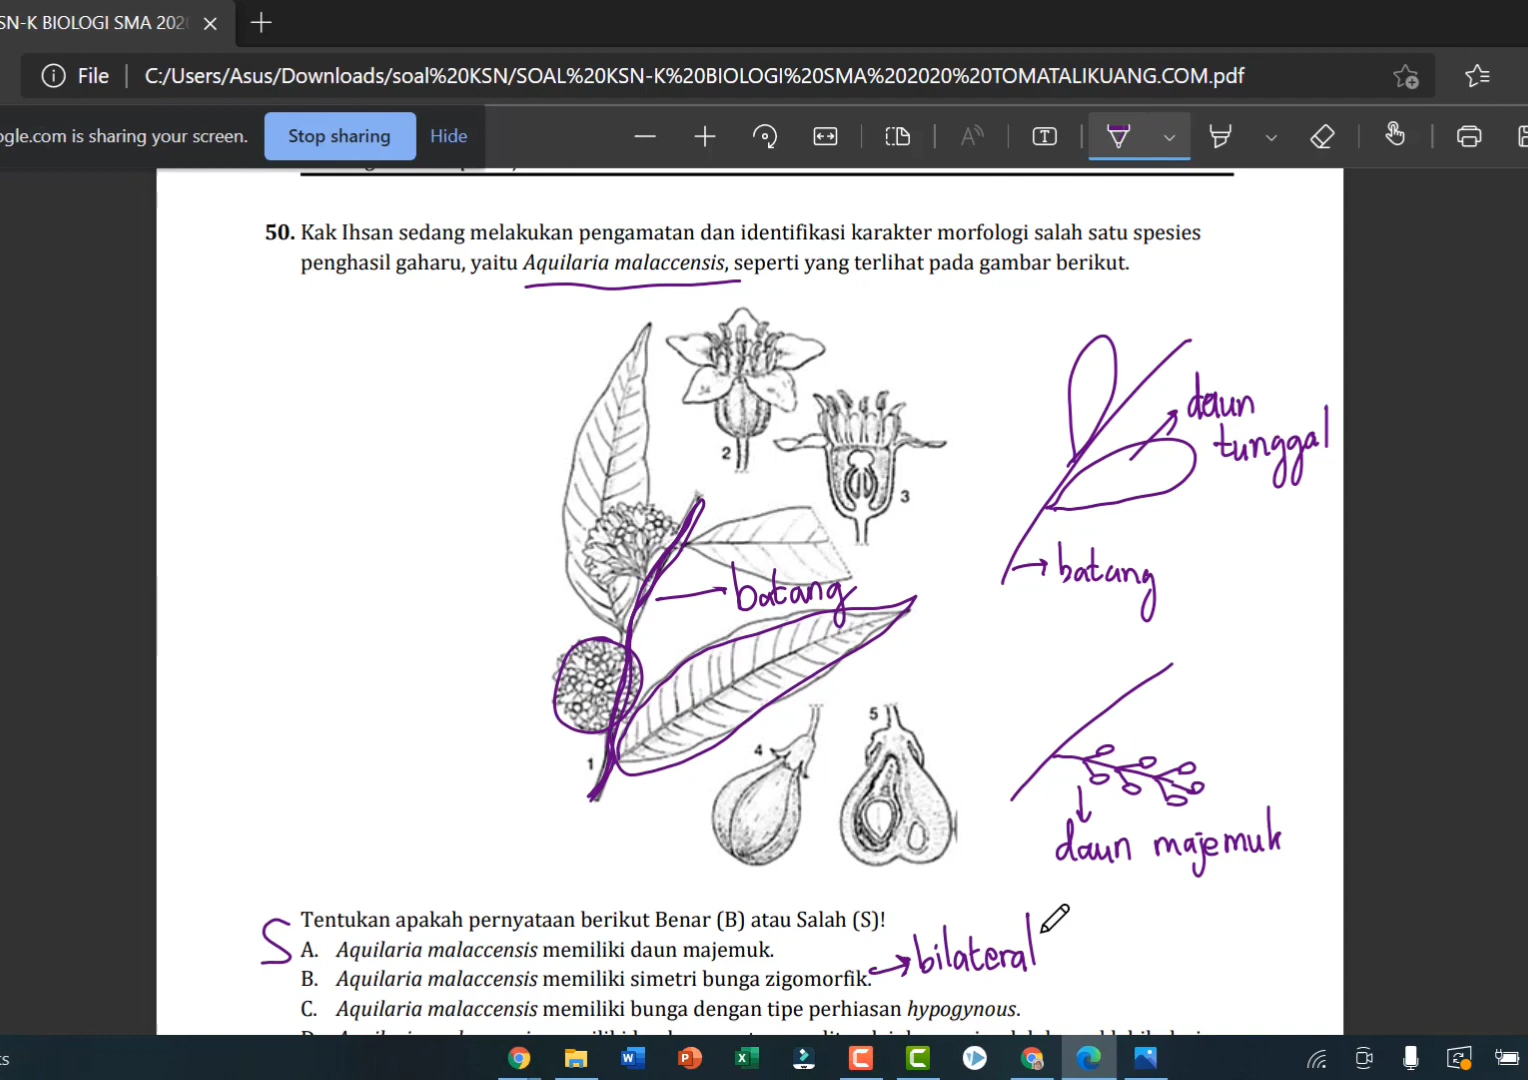 SN-K BIOLOGI SMA 202
File
C:/Users/Asus/Downloads/soal%20KSN/SOAL%20KSN-K%20BIOLOGI%20SMA%202020%20TOMATALIKUANG.COM.pdf
ogle.com is sharing your screen.
Stop sharing
Hide
50. Kak Ihsan sedang melakukan pengamatan dan identifikasi karakter morfologi salah satu spesies
penghasil gaharu, yaitu Aquilaria malaccensis, seperti yang terlihat pada gambar berikut.
2
3
daun
tunggal
batang
batang
1
4
5
daun majemuk
Tentukan apakah pernyataan berikut Benar (B) atau Salah (S)!
S
A. Aquilaria malaccensis memiliki daun majemuk.
bilateral
B. Aquilaria malaccensis memiliki simetri bunga zigomorfik.
C. Aquilaria malaccensis memiliki bunga dengan tipe perhiasan hypogynous.